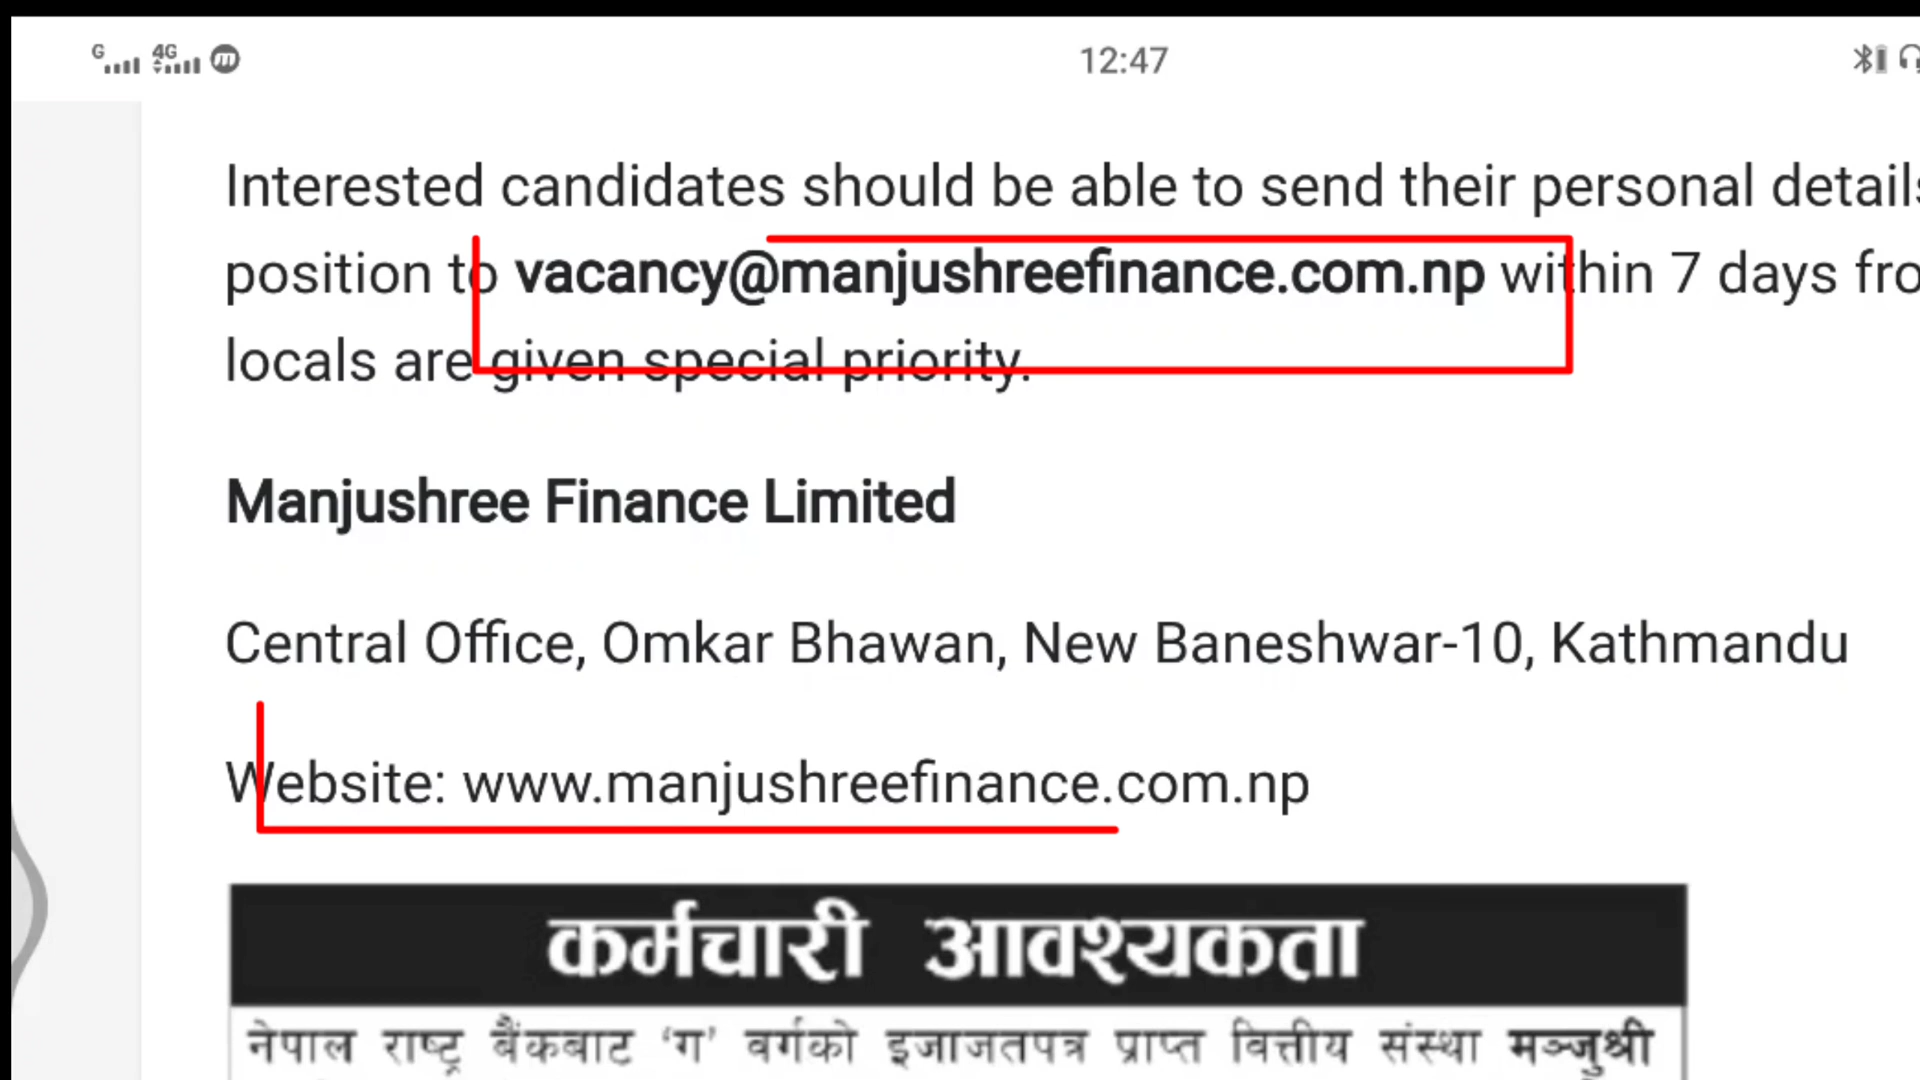 G 4G 12:47
Interested candidates should be able to send their personal details
position to vacancy@manjushreefinance.com.np within 7 days
locals are given special priority.
Manjushree Finance Limited
Central Office, Omkar Bhawan, New Baneshwar-10, Kathmandu
Website: www.manjushreefinance.com.np
कर्मचारी आवश्यकता
नेपाल राष्ट्र बैंकबाट ‘ग’ वर्गको इजाजतपत्र प्राप्त वित्तीय संस्था मञ्जुश्री